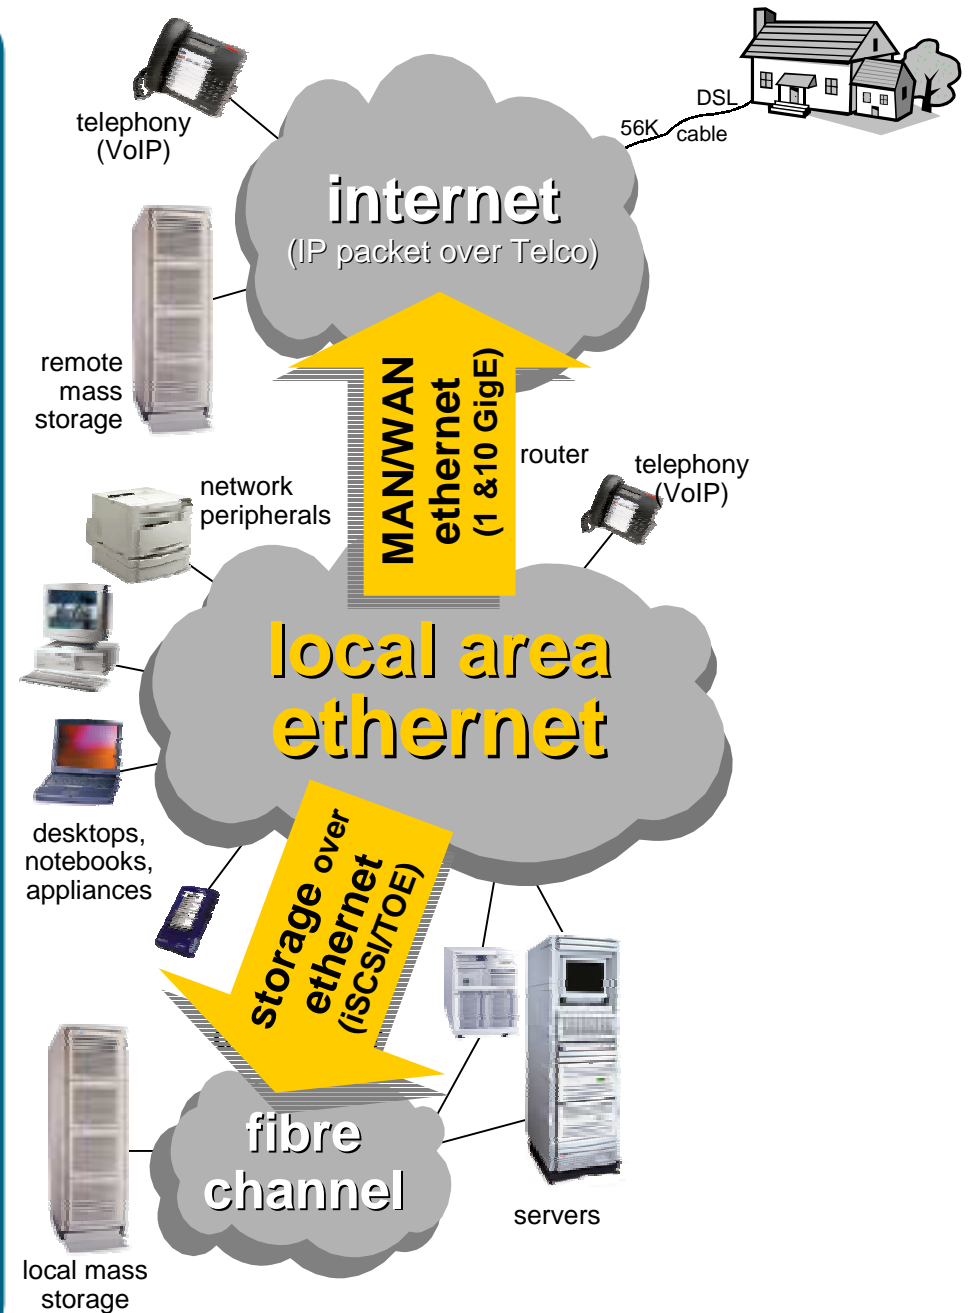 telephony
(VoIP)
DSL
56K
cable
internet
(IP packet over Telco)
remote
mass
storage
MAN/WAN
ethernet
(1 &10 GigE)
router
telephony
(VoIP)
network
peripherals
local area
ethernet
desktops,
notebooks,
appliances
storage over
ethernet
(iSCSI/TOE)
fibre
channel
servers
local mass
storage